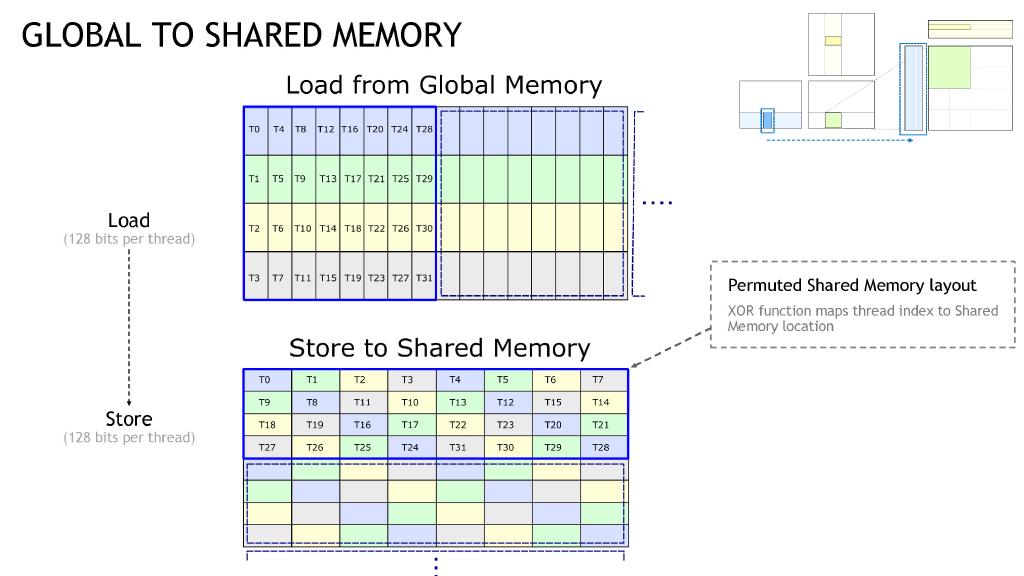 GLOBAL TO SHARED MEMORY
Load from Global Memory
T0 T4 T8 T12 T16 T20 T24 T28
T1 T5 T9 T13 T17 T21 T25 T29
T2 T6 T10 T14 T18 T22 T26 T30
T3 T7 T11 T15 T19 T23 T27 T31
Load
(128 bits per thread)
Permuted Shared Memory layout
XOR function maps thread index to Shared
Memory location
Store to Shared Memory
T0 T1 T2 T3 T4 T5 T6 T7
T9 T8 T11 T10 T13 T12 T15 T14
T18 T19 T16 T17 T22 T23 T20 T21
T27 T26 T25 T24 T31 T30 T29 T28
Store
(128 bits per thread)